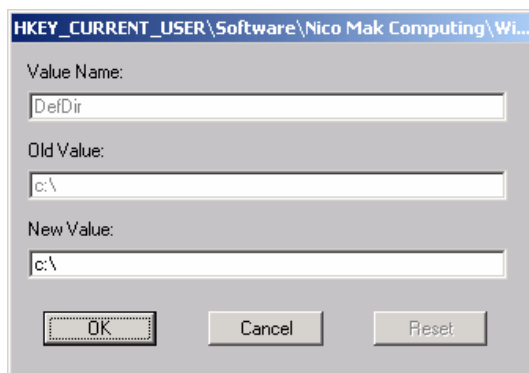 HKEY_CURRENT_USER\Software\Nico Mak Computing\Wi...
Value Name:
DefDir
Old Value:
c:\
New Value:
c:\
OK Cancel Reset